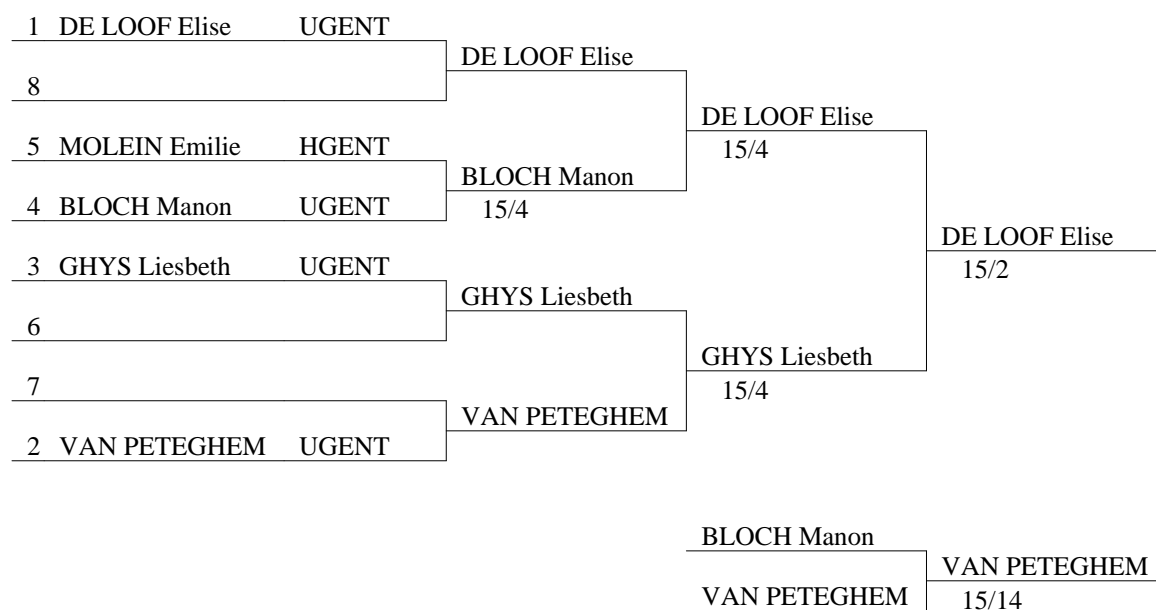 1 DE LOOF Elise UGENT
DE LOOF Elise
8
DE LOOF Elise
15/4
5 MOLEIN Emilie HGENT
BLOCH Manon
15/4
4 BLOCH Manon UGENT
DE LOOF Elise
15/2
3 GHYS Liesbeth UGENT
GHYS Liesbeth
6
GHYS Liesbeth
15/4
7
VAN PETEGHEM
2 VAN PETEGHEM UGENT
BLOCH Manon
VAN PETEGHEM
VAN PETEGHEM
15/14